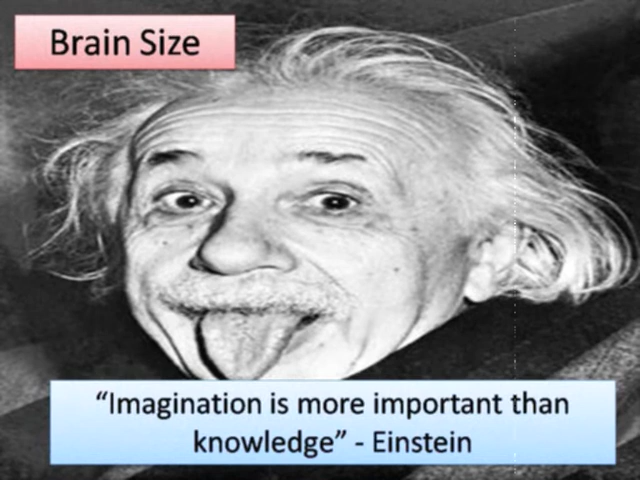 Brain Size
“Imagination is more important than
knowledge” - Einstein